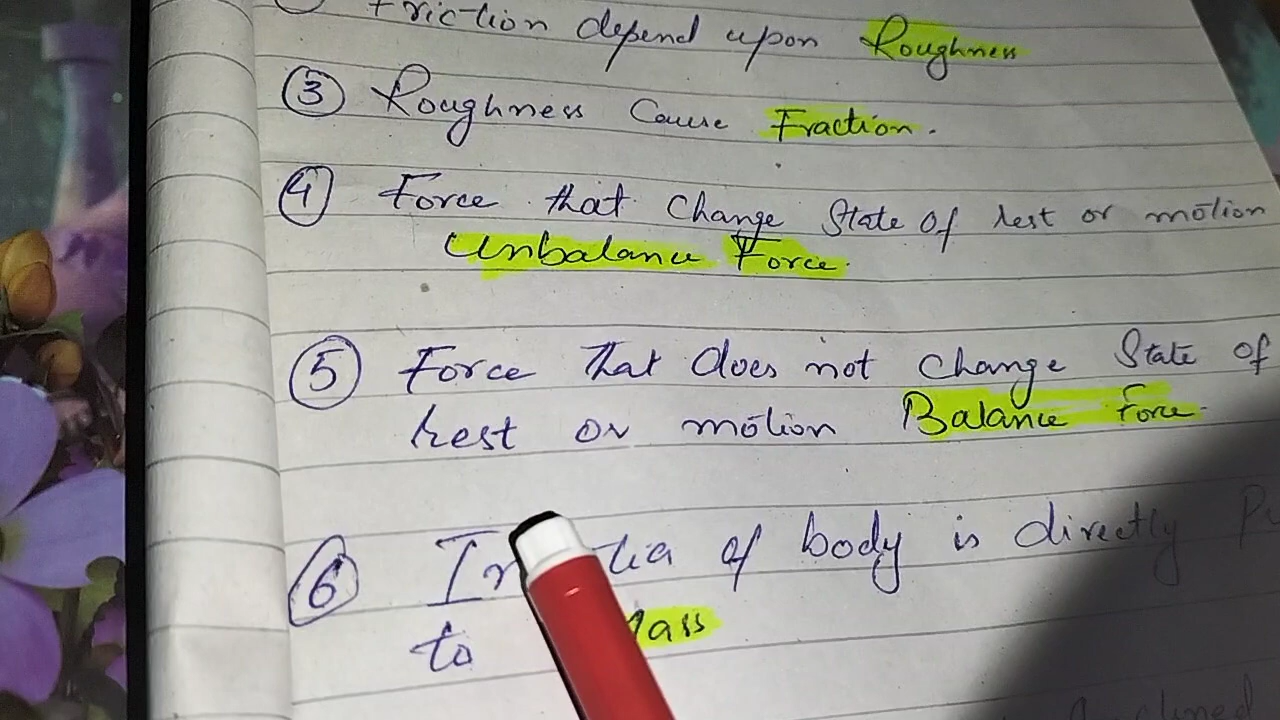 Friction depend upon Roughness
③ Roughness Cause Fraction.
④ Force that change State of rest or motion
Unbalance Force.
⑤ Force that does not change State of
rest or motion Balance force.
⑥ of body is directly
to